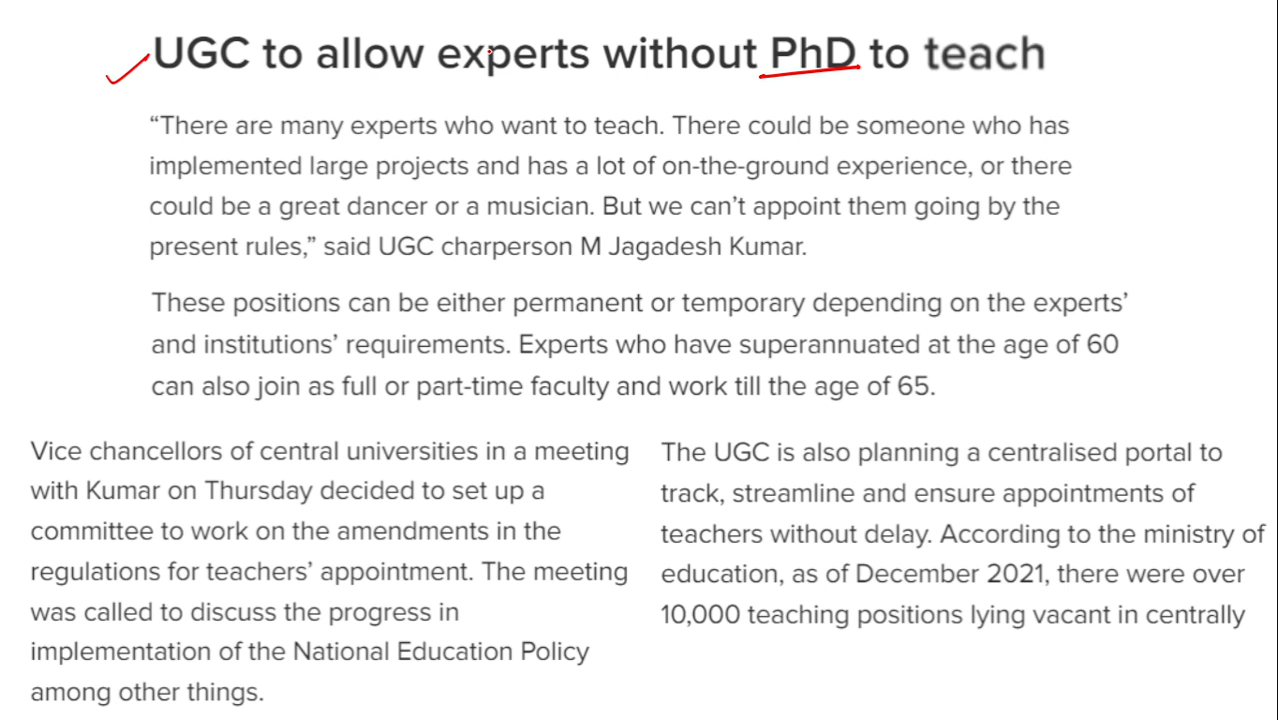 UGC to allow experts without PhD to teach
“There are many experts who want to teach. There could be someone who has
implemented large projects and has a lot of on-the-ground experience, or there
could be a great dancer or a musician. But we can’t appoint them going by the
present rules,” said UGC charperson M Jagadesh Kumar.
These positions can be either permanent or temporary depending on the experts’
and institutions’ requirements. Experts who have superannuated at the age of 60
can also join as full or part-time faculty and work till the age of 65.
Vice chancellors of central universities in a meeting
with Kumar on Thursday decided to set up a
committee to work on the amendments in the
regulations for teachers’ appointment. The meeting
was called to discuss the progress in
implementation of the National Education Policy
among other things.
The UGC is also planning a centralised portal to
track, streamline and ensure appointments of
teachers without delay. According to the ministry of
education, as of December 2021, there were over
10,000 teaching positions lying vacant in centrally